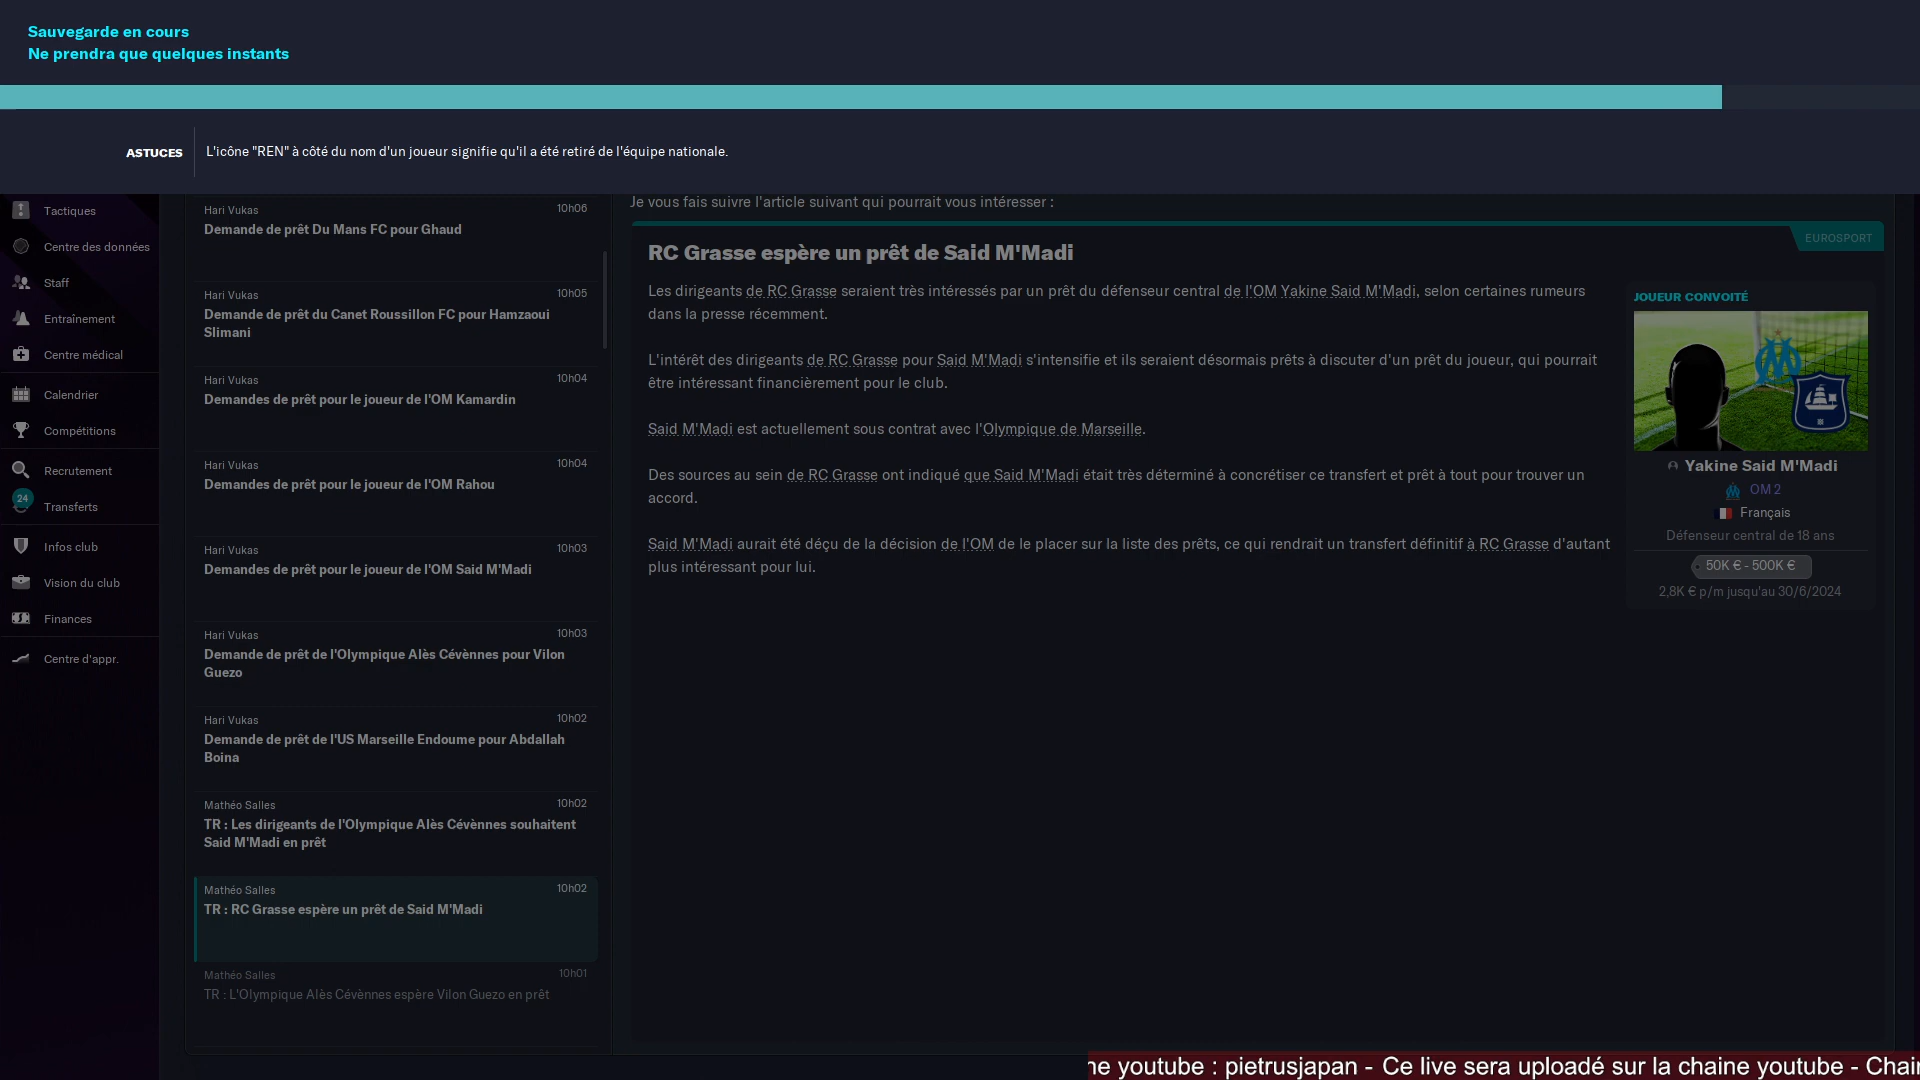 Sauvegarde en cours
Ne prendra que quelques instants
ASTUCES
L'icône "REN" à côté du nom d'un joueur signifie qu'il a été retiré de l'équipe nationale.
Tactiques
Centre des données
Staff
Entraînement
Centre médical
Calendrier
Compétitions
Recrutement
24
Transferts
Infos club
Vision du club
Finances
Centre d'appr.
Hari Vukas 10h06
Demande de prêt Du Mans FC pour Ghaud
Hari Vukas 10h05
Demande de prêt du Canet Roussillon FC pour Hamzaoui
Slimani
Hari Vukas 10h04
Demandes de prêt pour le joueur de l'OM Kamardin
Hari Vukas 10h04
Demandes de prêt pour le joueur de l'OM Rahou
Hari Vukas 10h03
Demandes de prêt pour le joueur de l'OM Said M'Madi
Hari Vukas 10h03
Demande de prêt de l'Olympique Alès Cévènnes pour Vilon
Guezo
Hari Vukas 10h02
Demande de prêt de l'US Marseille Endoume pour Abdallah
Boina
Mathéo Salles 10h02
TR : Les dirigeants de l'Olympique Alès Cévènnes souhaitent
Said M'Madi en prêt
Mathéo Salles 10h02
TR : RC Grasse espère un prêt de Said M'Madi
Mathéo Salles 10h01
TR : L'Olympique Alès Cévènnes espère Vilon Guezo en prêt
Je vous fais suivre l'article suivant qui pourrait vous intéresser :
EUROSPORT
RC Grasse espère un prêt de Said M'Madi
Les dirigeants de RC Grasse seraient très intéressés par un prêt du défenseur central de l'OM Yakine Said M'Madi, selon certaines rumeurs
dans la presse récemment.
L'intérêt des dirigeants de RC Grasse pour Said M'Madi s'intensifie et ils seraient désormais prêts à discuter d'un prêt du joueur, qui pourrait
être intéressant financièrement pour le club.
Said M'Madi est actuellement sous contrat avec l'Olympique de Marseille.
Des sources au sein de RC Grasse ont indiqué que Said M'Madi était très déterminé à concrétiser ce transfert et prêt à tout pour trouver un
accord.
Said M'Madi aurait été déçu de la décision de l'OM de le placer sur la liste des prêts, ce qui rendrait un transfert définitif à RC Grasse d'autant
plus intéressant pour lui.
JOUEUR CONVOITÉ
Yakine Said M'Madi
OM 2
Français
Défenseur central de 18 ans
50K € - 500K €
2,8K € p/m jusqu'au 30/6/2024
ne youtube : pietrusjapan - Ce live sera uploadé sur la chaine youtube - Chair